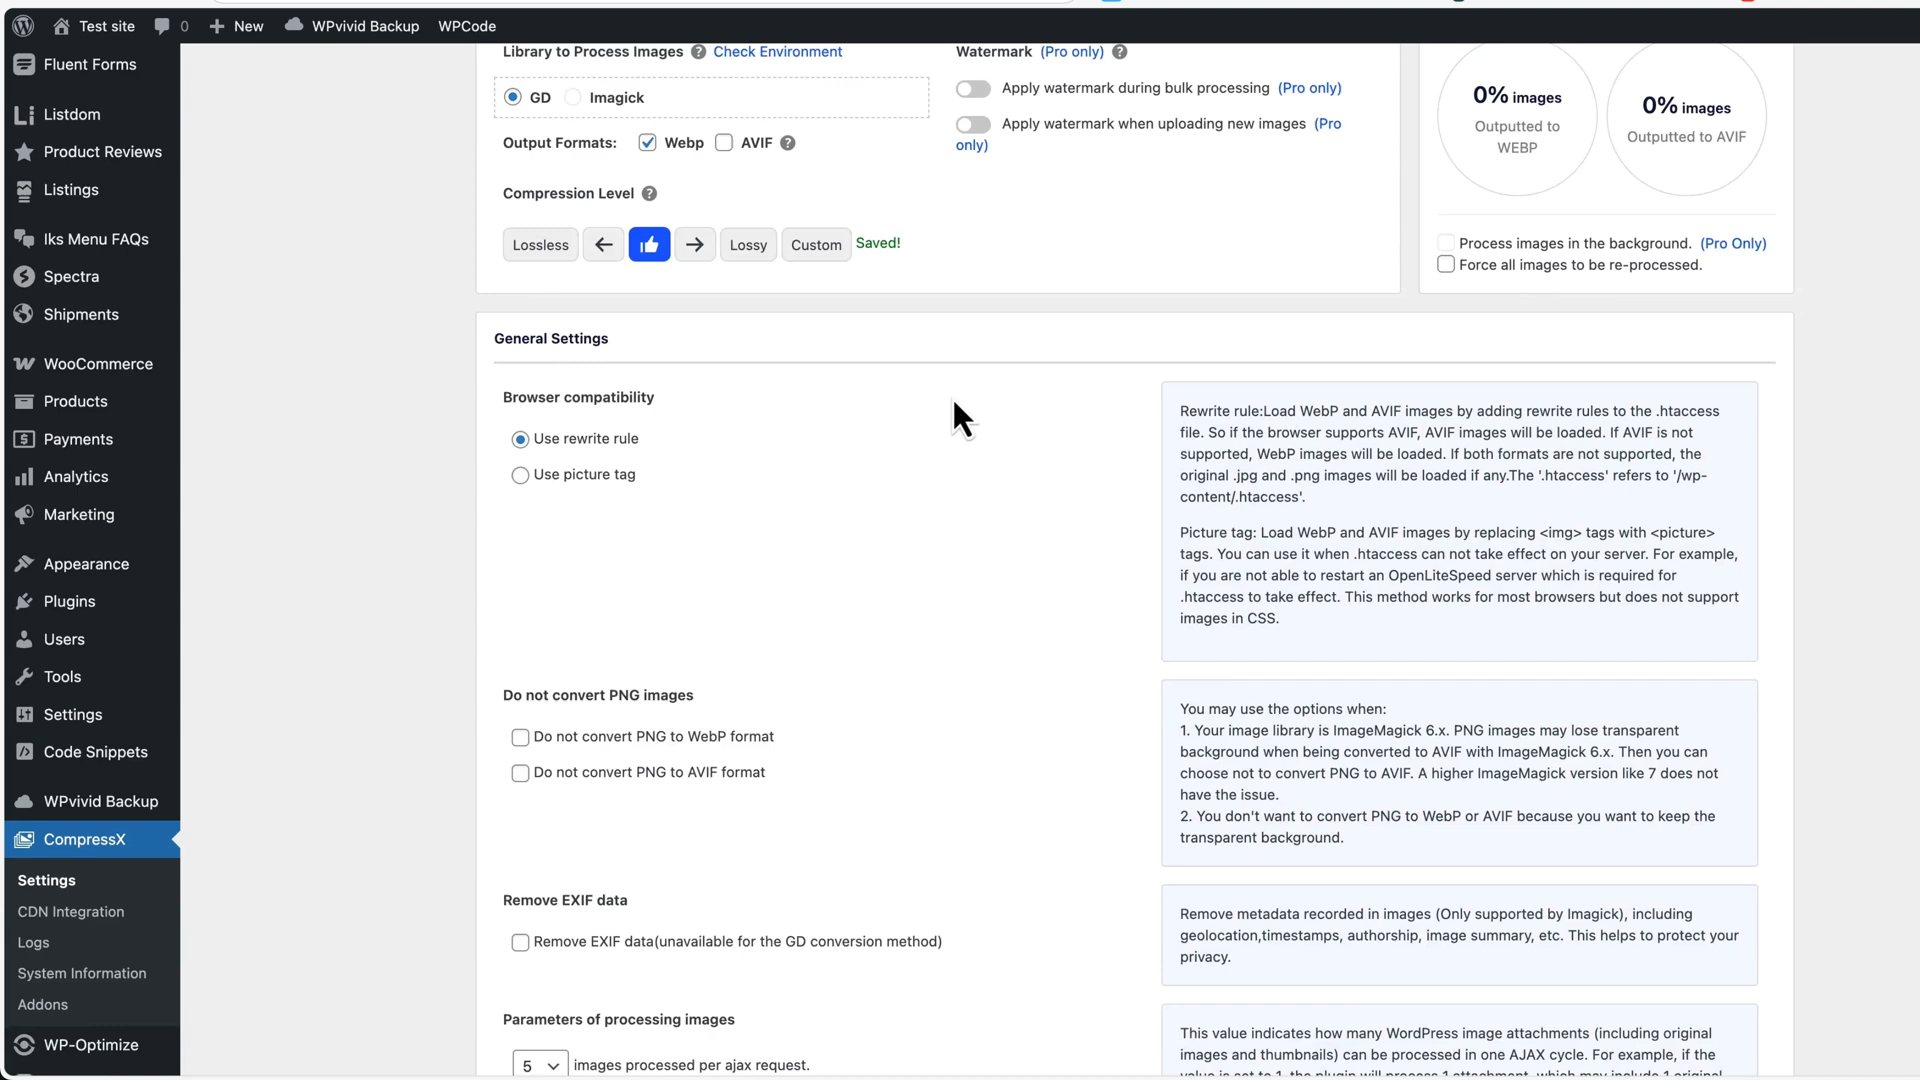 Test site
0
New
WPvivid Backup
WPCode
Fluent Forms
Listdom
Product Reviews
Listings
Iks Menu FAQs
Spectra
Shipments
WooCommerce
Products
Payments
Analytics
Marketing
Appearance
Plugins
Users
Tools
Settings
Code Snippets
WPvivid Backup
CompressX
Settings
CDN Integration
Logs
System Information
Addons
WP-Optimize
Library to Process Images ? Check Environment
GD Imagick
Output Formats: Webp AVIF ?
Compression Level ?
Lossless ← → Lossy Custom Saved!
Watermark (Pro only) ?
Apply watermark during bulk processing (Pro only)
Apply watermark when uploading new images (Pro
only)
0% images
Outputted to
WEBP
0% images
Outputted to AVIF
Process images in the background. (Pro Only)
Force all images to be re-processed.
General Settings
Browser compatibility
Use rewrite rule
Use picture tag
Rewrite rule:Load WebP and AVIF images by adding rewrite rules to the .htaccess
file. So if the browser supports AVIF, AVIF images will be loaded. If AVIF is not
supported, WebP images will be loaded. If both formats are not supported, the
original .jpg and .png images will be loaded if any.The '.htaccess' refers to '/wp-
content/.htaccess'.
Picture tag: Load WebP and AVIF images by replacing <img> tags with <picture>
tags. You can use it when .htaccess can not take effect on your server. For example,
if you are not able to restart an OpenLiteSpeed server which is required for
.htaccess to take effect. This method works for most browsers but does not support
images in CSS.
Do not convert PNG images
Do not convert PNG to WebP format
Do not convert PNG to AVIF format
You may use the options when:
1. Your image library is ImageMagick 6.x. PNG images may lose transparent
background when being converted to AVIF with ImageMagick 6.x. Then you can
choose not to convert PNG to AVIF. A higher ImageMagick version like 7 does not
have the issue.
2. You don't want to convert PNG to WebP or AVIF because you want to keep the
transparent background.
Remove EXIF data
Remove EXIF data(unavailable for the GD conversion method)
Remove metadata recorded in images (Only supported by Imagick), including
geolocation,timestamps, authorship, image summary, etc. This helps to protect your
privacy.
Parameters of processing images
5 images processed per ajax request.
This value indicates how many WordPress image attachments (including original
images and thumbnails) can be processed in one AJAX cycle. For example, if the
value is set to 1, the plugin will process 1 attachment, which may include 1 original